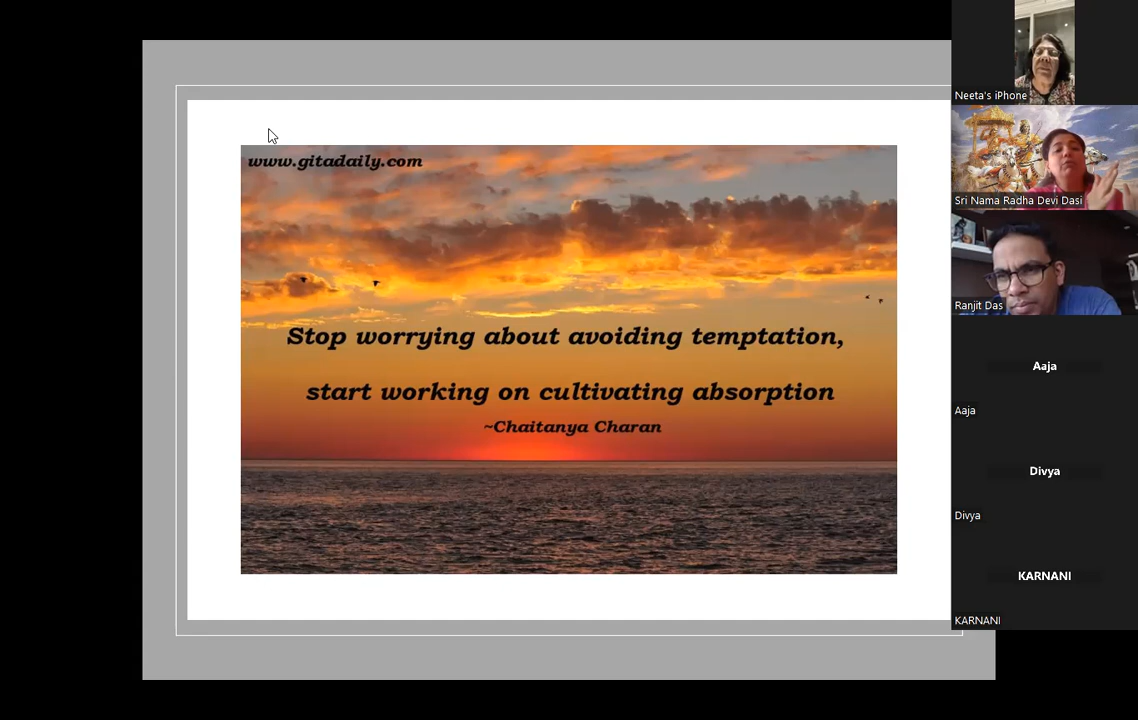 www.gitadaily.com
Stop worrying about avoiding temptation,
start working on cultivating absorption
~Chaitanya Charan
Neeta's iPhone
Sri Nama Radha Devi Dasi
Ranjit Das
Aaja
Aaja
Divya
Divya
KARNANI
KARNANI